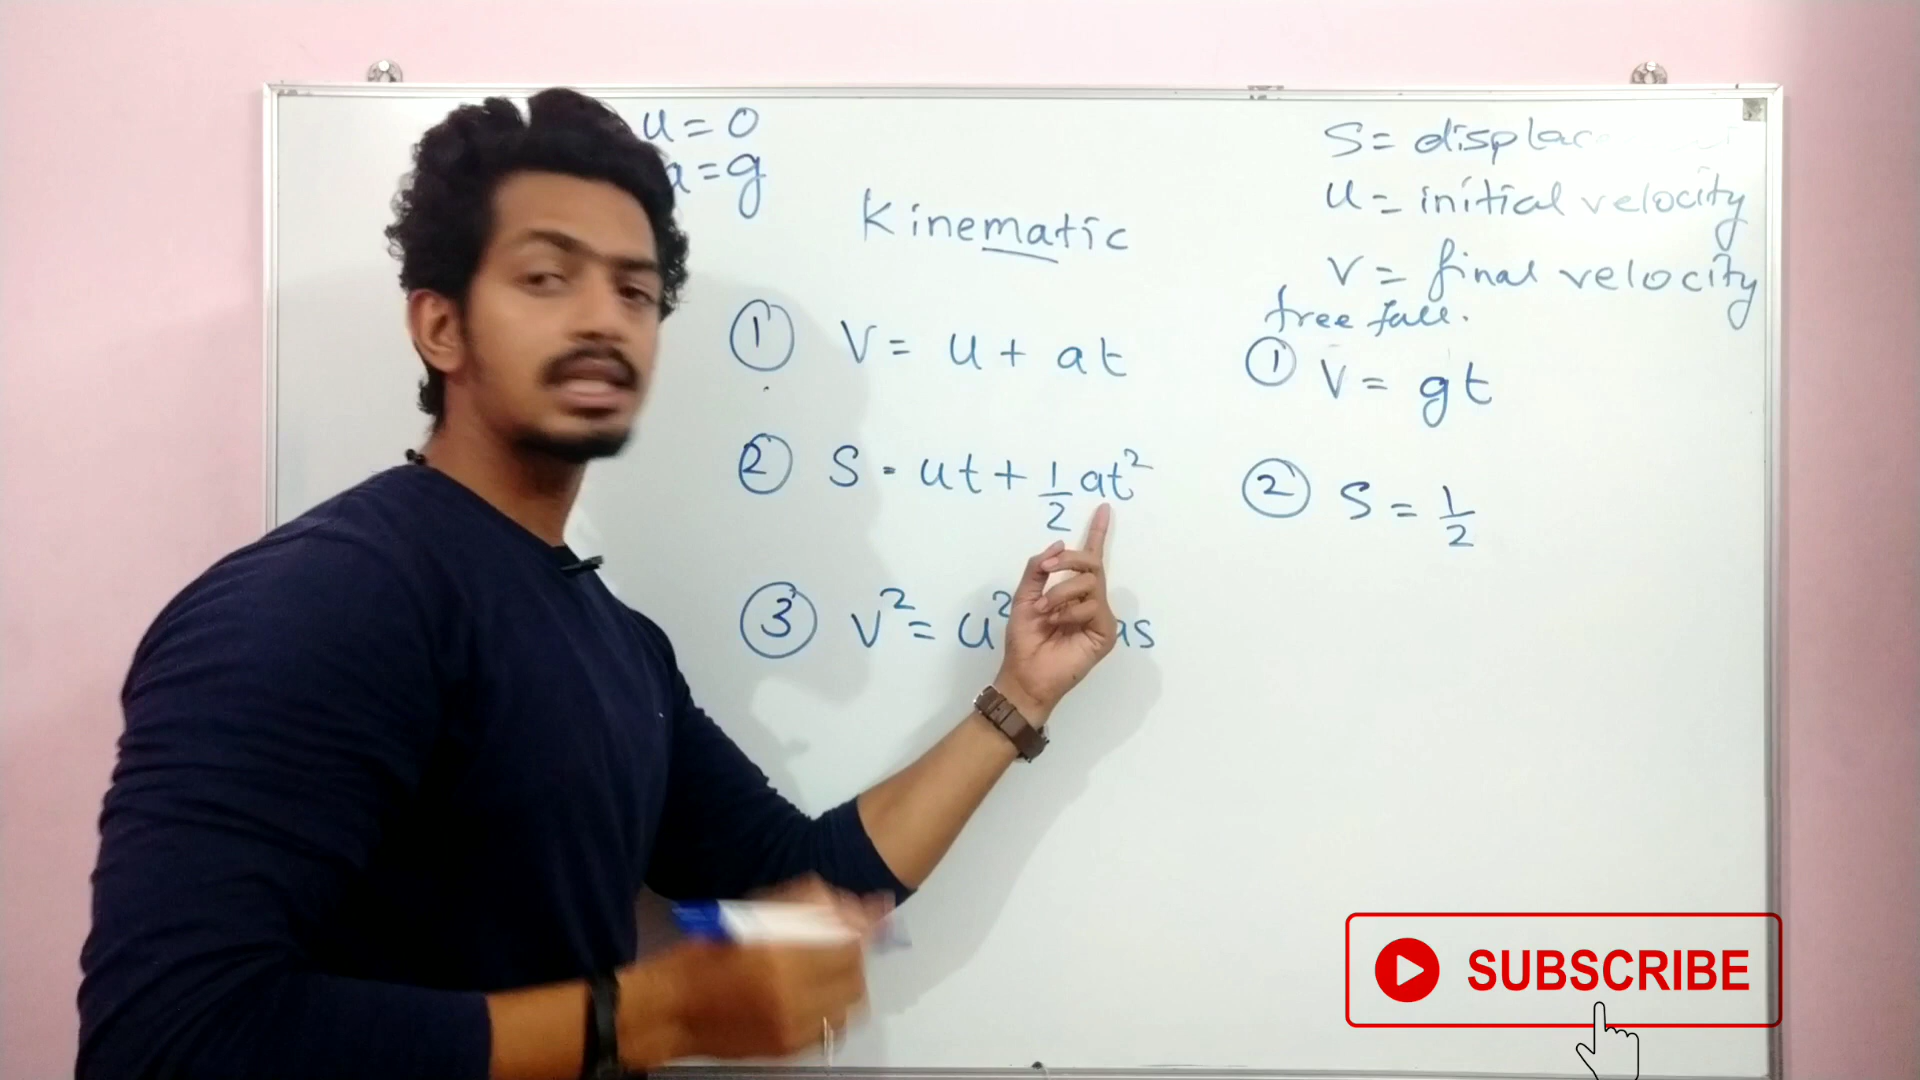 u = 0
a = g
Kinematic
① V = u + at
② S = ut + 1/2 at²
③ V² = u² as
S = displac
u = initial velocity
V = final velocity
free fall.
① V = gt
② S = 1/2
SUBSCRIBE